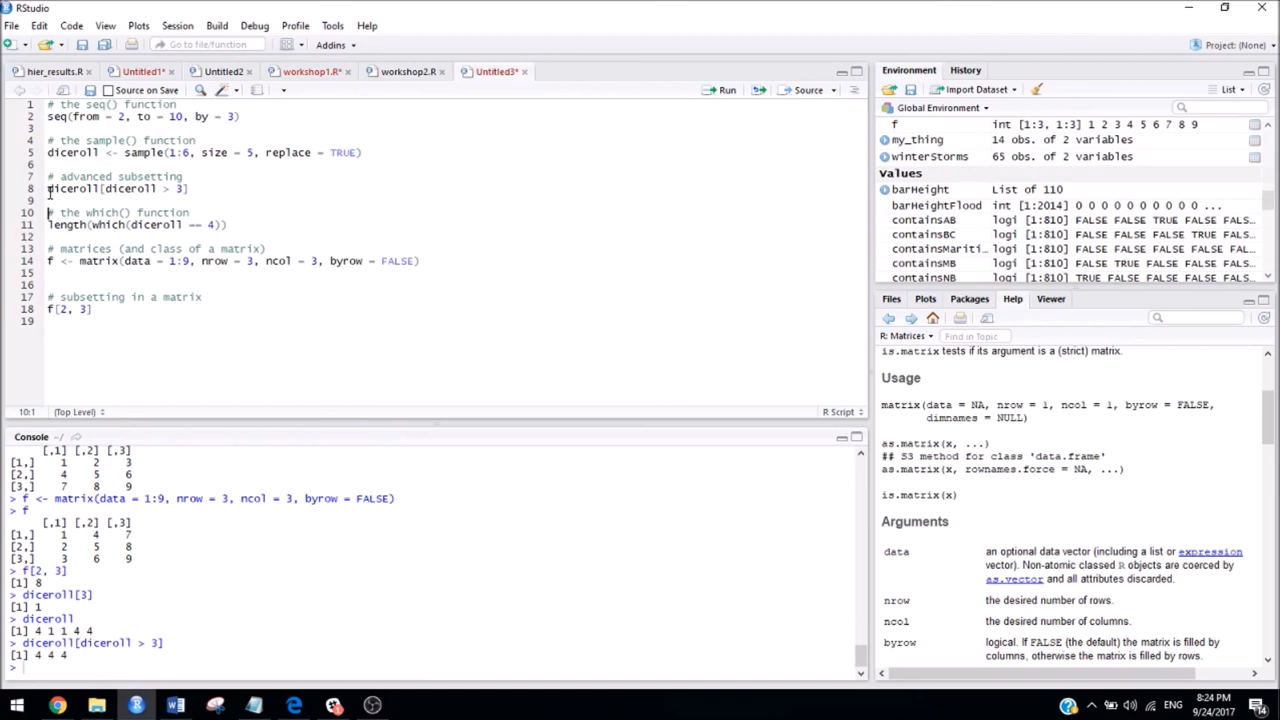 RStudio
File Edit Code View Plots Session Build Debug Profile Tools Help
Go to file/function Addins Project: (None)
hier_results.R Untitled1* Untitled2 workshop1.R* workshop2.R Untitled3*
Source on Save Run Source
1 # the seq() function
2 seq(from = 2, to = 10, by = 3)
3
4 # the sample() function
5 diceroll <- sample(1:6, size = 5, replace = TRUE)
6
7 # advanced subsetting
8 diceroll[diceroll > 3]
9
10 # the which() function
11 length(which(diceroll == 4))
12
13 # matrices (and class of a matrix)
14 f <- matrix(data = 1:9, nrow = 3, ncol = 3, byrow = FALSE)
15
16
17 # subsetting in a matrix
18 f[2, 3]
19
10:1 (Top Level) R Script
Console ~/
[,1] [,2] [,3]
[1,] 1 2 3
[2,] 4 5 6
[3,] 7 8 9
> f <- matrix(data = 1:9, nrow = 3, ncol = 3, byrow = FALSE)
> f
[,1] [,2] [,3]
[1,] 1 4 7
[2,] 2 5 8
[3,] 3 6 9
> f[2, 3]
[1] 8
> diceroll[3]
[1] 1
> diceroll
[1] 4 1 1 4 4
> diceroll[diceroll > 3]
[1] 4 4 4
>
Environment History
Import Dataset List
Global Environment
f int [1:3, 1:3] 1 2 3 4 5 6 7 8 9
my_thing 14 obs. of 2 variables
winterStorms 65 obs. of 2 variables
Values
barHeight List of 110
barHeightFlood int [1:2014] 0 0 0 0 0 0 0 0 0 ...
containsAB logi [1:810] FALSE FALSE TRUE FALSE FALS...
containsBC logi [1:810] FALSE FALSE FALSE TRUE FALS...
containsMariti... logi [1:810] FALSE FALSE FALSE FALSE FAL...
containsMB logi [1:810] FALSE TRUE FALSE FALSE FALS...
containsNB logi [1:810] TRUE FALSE FALSE FALSE FALS...
Files Plots Packages Help Viewer
R: Matrices Find in Topic
is.matrix tests if its argument is a (strict) matrix.
Usage
matrix(data = NA, nrow = 1, ncol = 1, byrow = FALSE,
dimnames = NULL)
as.matrix(x, ...)
## S3 method for class 'data.frame'
as.matrix(x, rownames.force = NA, ...)
is.matrix(x)
Arguments
data an optional data vector (including a list or expression
vector). Non-atomic classed R objects are coerced by
as.vector and all attributes discarded.
nrow the desired number of rows.
ncol the desired number of columns.
byrow logical. If FALSE (the default) the matrix is filled by
columns, otherwise the matrix is filled by rows.
ENG 8:24 PM
9/24/2017 14